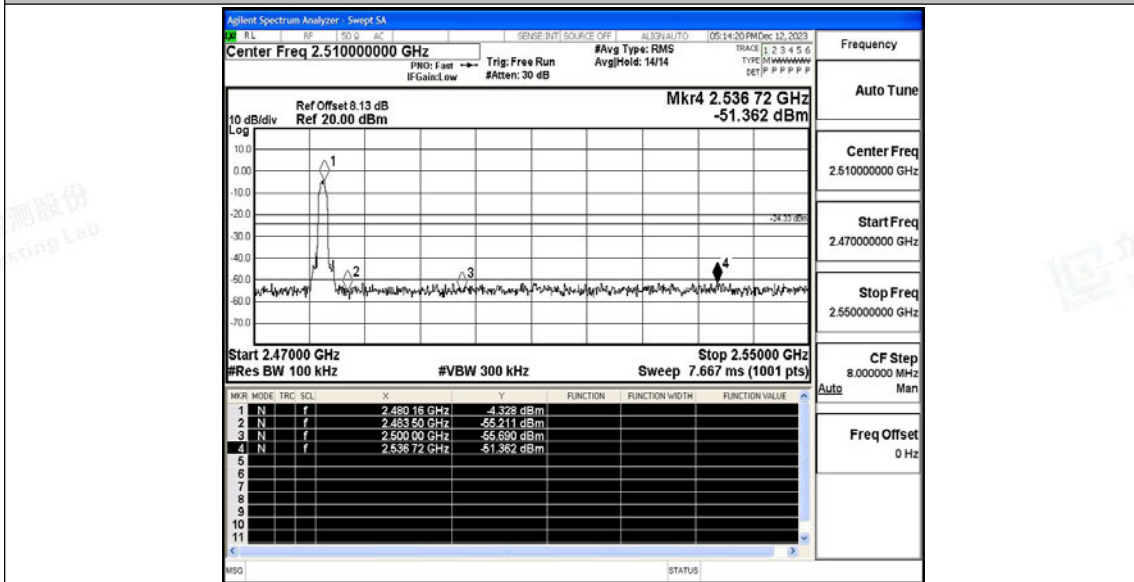 Agilent Spectrum Analyzer - Swept SA
RL RF 50 Ω AC SENSE:INT SOURCE OFF ALIGNAUTO 05:14:20 PM Dec 12, 2023
Center Freq 2.510000000 GHz
PNO: Fast
IFGain:Low
Trig: Free Run
#Atten: 30 dB
#Avg Type: RMS
Avg|Hold: 14/14
TRACE 1 2 3 4 5 6
TYPE M
DET P P P P P P
Mkr4 2.536 72 GHz
-51.362 dBm
Ref Offset 8.13 dB
10 dB/div Ref 20.00 dBm
Log
10.0
0.00
-10.0
-20.0
-30.0
-40.0
-50.0
-60.0
-70.0
1
2
3
4
-24.33 dBm
Start 2.47000 GHz Stop 2.55000 GHz
#Res BW 100 kHz #VBW 300 kHz Sweep 7.667 ms (1001 pts)
MKR MODE TRC SCL X Y FUNCTION FUNCTION WIDTH FUNCTION VALUE
1 N f 2.480 16 GHz -4.328 dBm
2 N f 2.483 50 GHz -55.211 dBm
3 N f 2.500 00 GHz -55.690 dBm
4 N f 2.536 72 GHz -51.362 dBm
5
6
7
8
9
10
11
MSG STATUS
Frequency
Auto Tune
Center Freq
2.510000000 GHz
Start Freq
2.470000000 GHz
Stop Freq
2.550000000 GHz
CF Step
8.000000 MHz
Auto Man
Freq Offset
0 Hz
检测股份
esting Lab
立